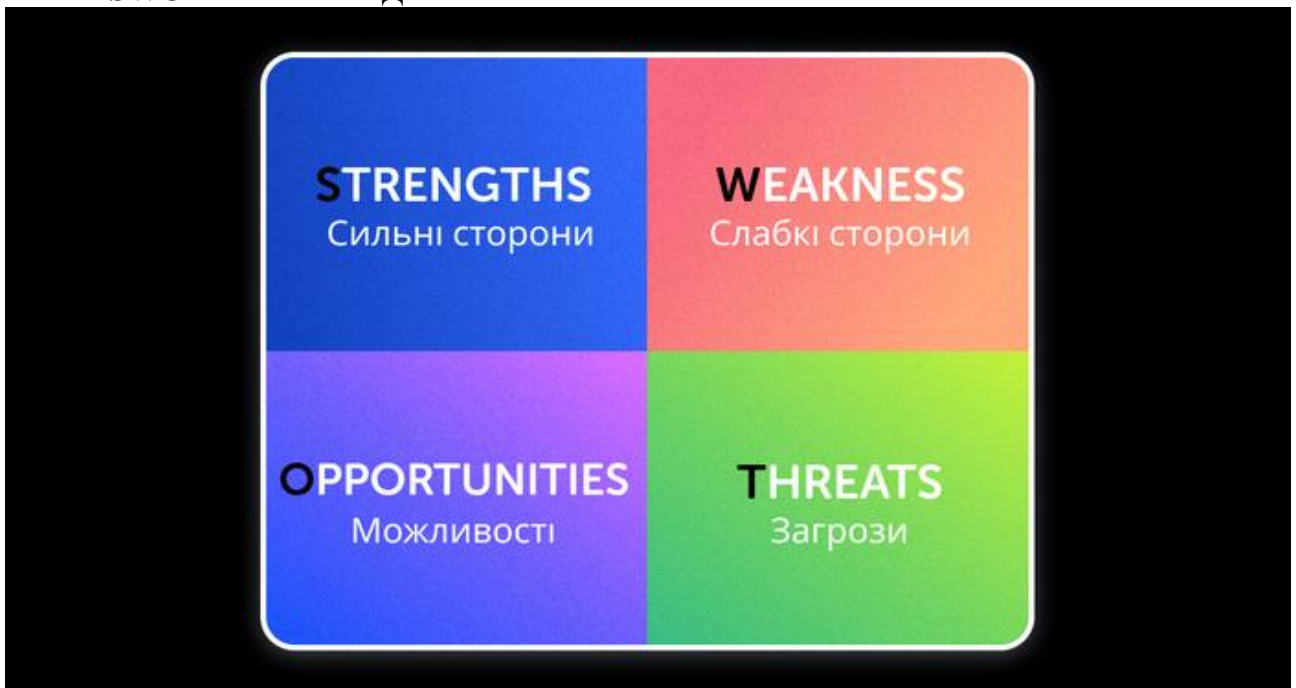 STRENGTHS
Сильні сторони
WEAKNESS
Слабкі сторони
OPPORTUNITIES
Можливості
THREATS
Загрози